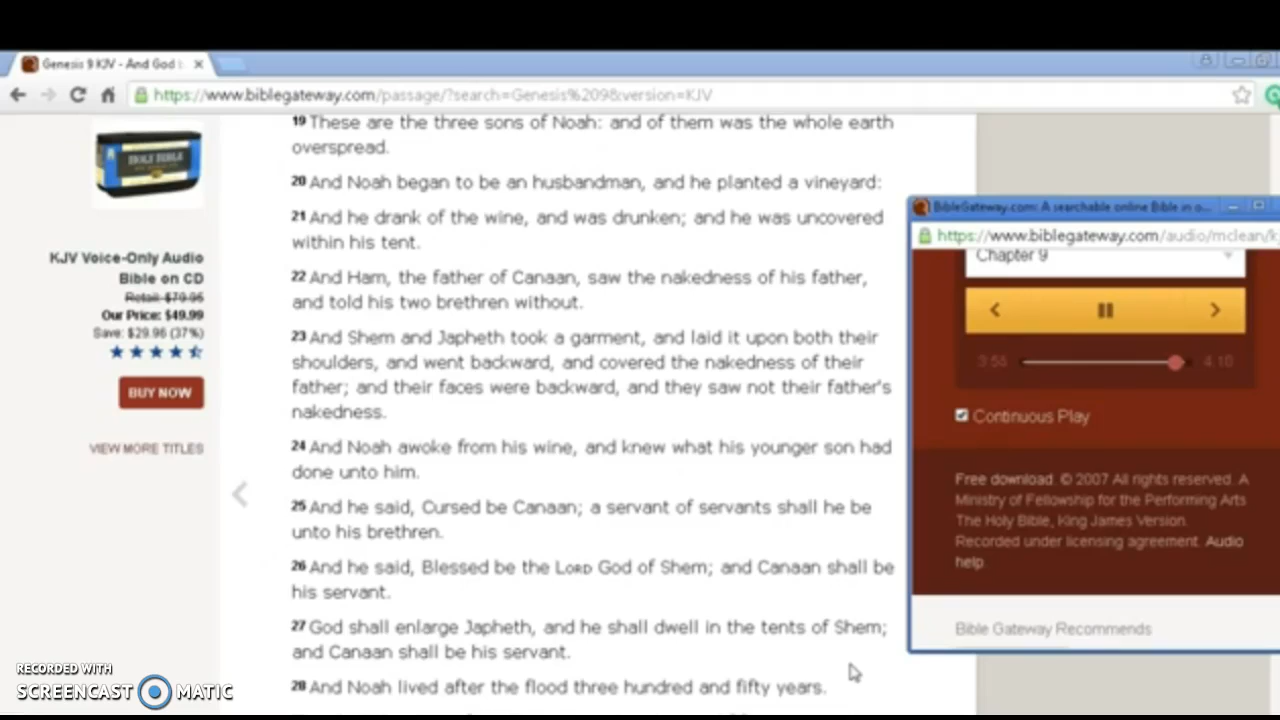 Genesis 9 KJV - And God
https://www.biblegateway.com/passage/?search=Genesis%209&version=KJV
HOLY BIBLE
KJV Voice-Only Audio
Bible on CD
Retail: $79.95
Our Price: $49.99
Save: $29.96 (37%)
BUY NOW
VIEW MORE TITLES
19 These are the three sons of Noah: and of them was the whole earth
overspread.
20 And Noah began to be an husbandman, and he planted a vineyard:
21 And he drank of the wine, and was drunken; and he was uncovered
within his tent.
22 And Ham, the father of Canaan, saw the nakedness of his father,
and told his two brethren without.
23 And Shem and Japheth took a garment, and laid it upon both their
shoulders, and went backward, and covered the nakedness of their
father; and their faces were backward, and they saw not their father's
nakedness.
24 And Noah awoke from his wine, and knew what his younger son had
done unto him.
25 And he said, Cursed be Canaan; a servant of servants shall he be
unto his brethren.
26 And he said, Blessed be the LORD God of Shem; and Canaan shall be
his servant.
27 God shall enlarge Japheth, and he shall dwell in the tents of Shem;
and Canaan shall be his servant.
28 And Noah lived after the flood three hundred and fifty years.
BibleGateway.com: A searchable online Bible in o...
https://www.biblegateway.com/audio/mclean/k
Chapter 9
3:56
4:10
Continuous Play
Free download. © 2007 All rights reserved. A
Ministry of Fellowship for the Performing Arts
The Holy Bible, King James Version.
Recorded under licensing agreement. Audio
help
Bible Gateway Recommends
RECORDED WITH
SCREENCAST MATIC